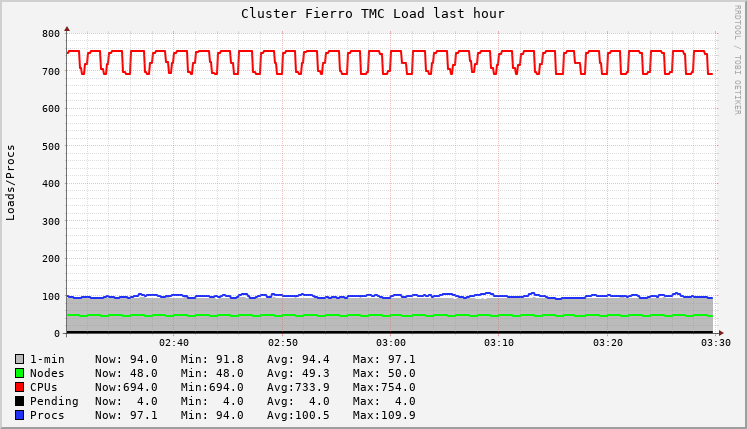 Cluster Fierro TMC Load last hour
RRDTOOL / TOBI OETIKER
Loads/Procs
800
700
600
500
400
300
200
100
0
02:40 02:50 03:00 03:10 03:20 03:30
1-min Now: 94.0 Min: 91.8 Avg: 94.4 Max: 97.1
Nodes Now: 48.0 Min: 48.0 Avg: 49.3 Max: 50.0
CPUs Now:694.0 Min:694.0 Avg:733.9 Max:754.0
Pending Now: 4.0 Min: 4.0 Avg: 4.0 Max: 4.0
Procs Now: 97.1 Min: 94.0 Avg:100.5 Max:109.9